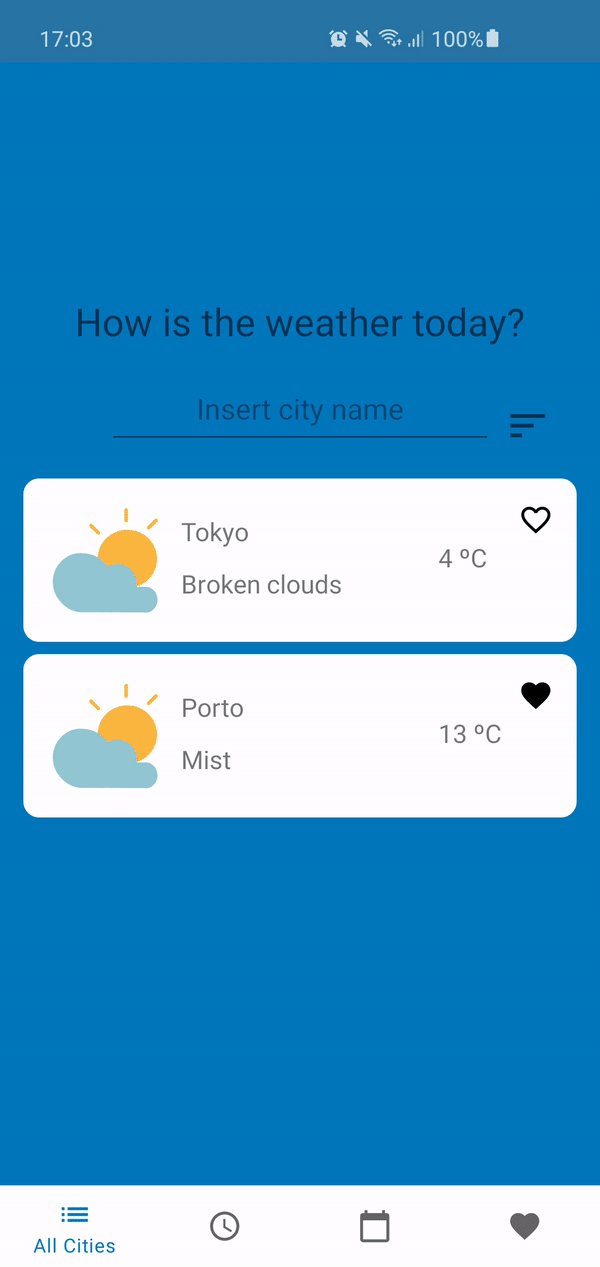 17:03 100%
How is the weather today?
Insert city name
Tokyo
4 ºC
Broken clouds
Porto
13 ºC
Mist
All Cities